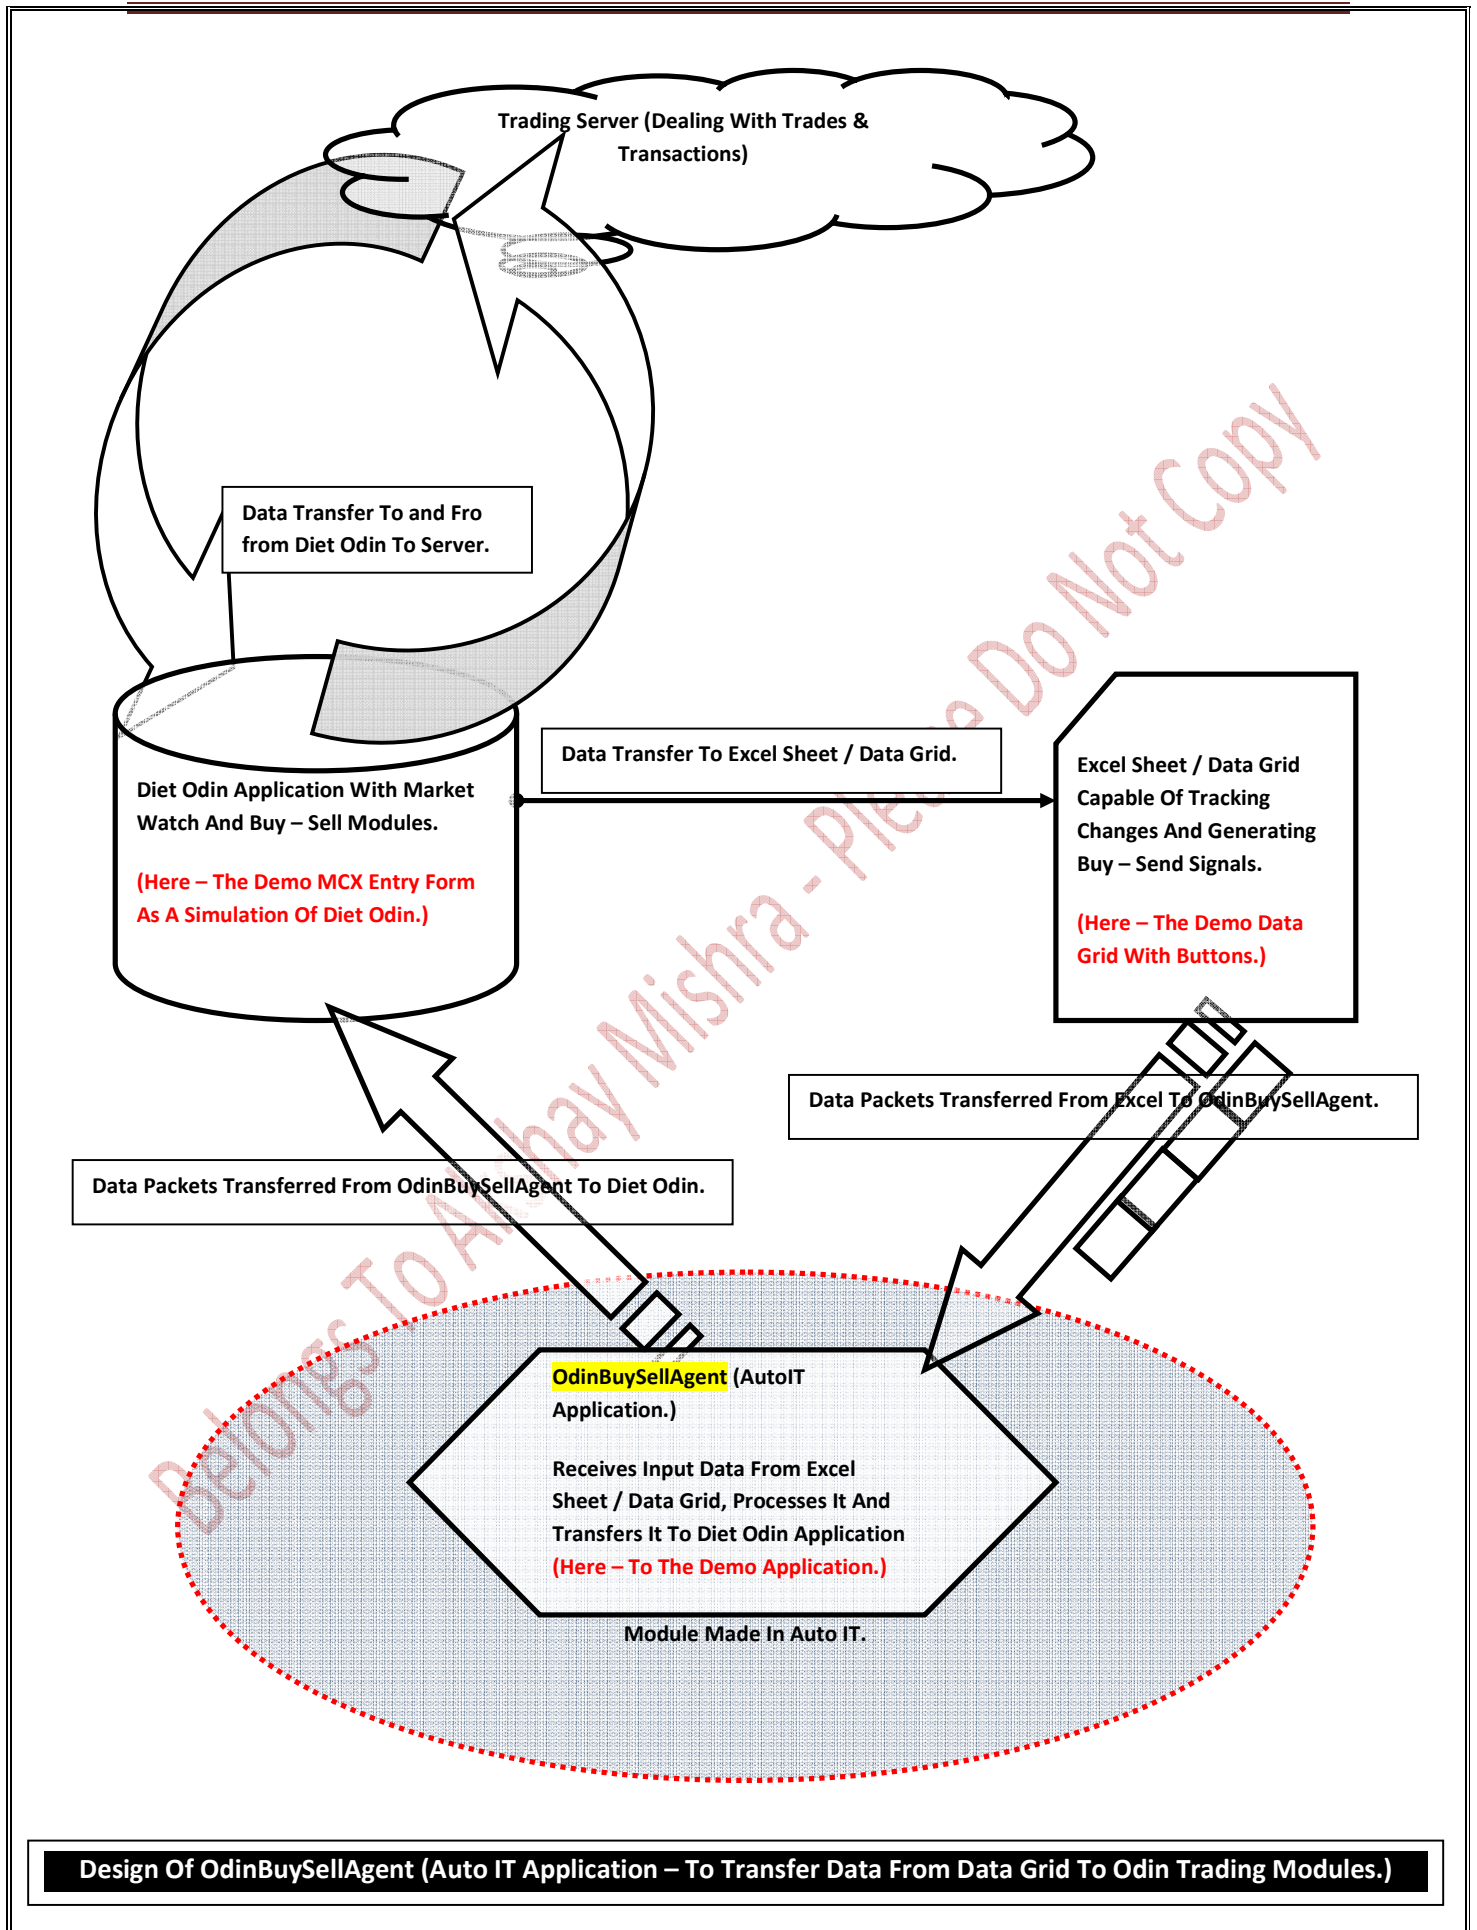 Trading Server (Dealing With Trades &
Transactions)
Data Transfer To and Fro
from Diet Odin To Server.
Data Transfer To Excel Sheet / Data Grid.
Diet Odin Application With Market
Watch And Buy – Sell Modules.
(Here – The Demo MCX Entry Form
As A Simulation Of Diet Odin.)
Excel Sheet / Data Grid
Capable Of Tracking
Changes And Generating
Buy – Send Signals.
(Here – The Demo Data
Grid With Buttons.)
Data Packets Transferred From Excel To OdinBuySellAgent.
Data Packets Transferred From OdinBuySellAgent To Diet Odin.
OdinBuySellAgent (AutoIT
Application.)
Receives Input Data From Excel
Sheet / Data Grid, Processes It And
Transfers It To Diet Odin Application
(Here – To The Demo Application.)
Module Made In Auto IT.
Belongs To Akshay Mishra - Please Do Not Copy
Design Of OdinBuySellAgent (Auto IT Application – To Transfer Data From Data Grid To Odin Trading Modules.)